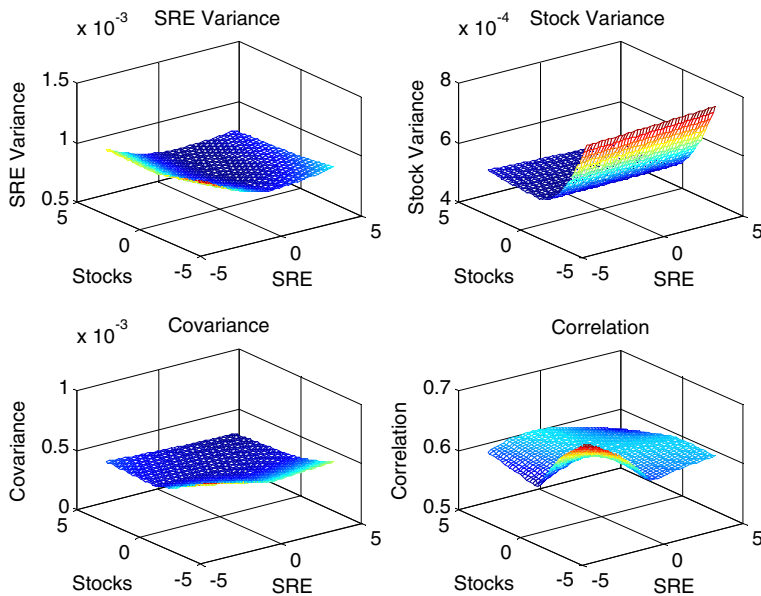 x 10^-3
SRE Variance
1.5
1
0.5
SRE Variance
5
0
-5
Stocks
-5
0
5
SRE
x 10^-4
Stock Variance
8
6
4
Stock Variance
5
0
-5
Stocks
-5
0
5
SRE
x 10^-3
Covariance
1
0.5
0
Covariance
5
0
-5
Stocks
-5
0
5
SRE
Correlation
0.7
0.6
0.5
Correlation
5
0
-5
Stocks
-5
0
5
SRE